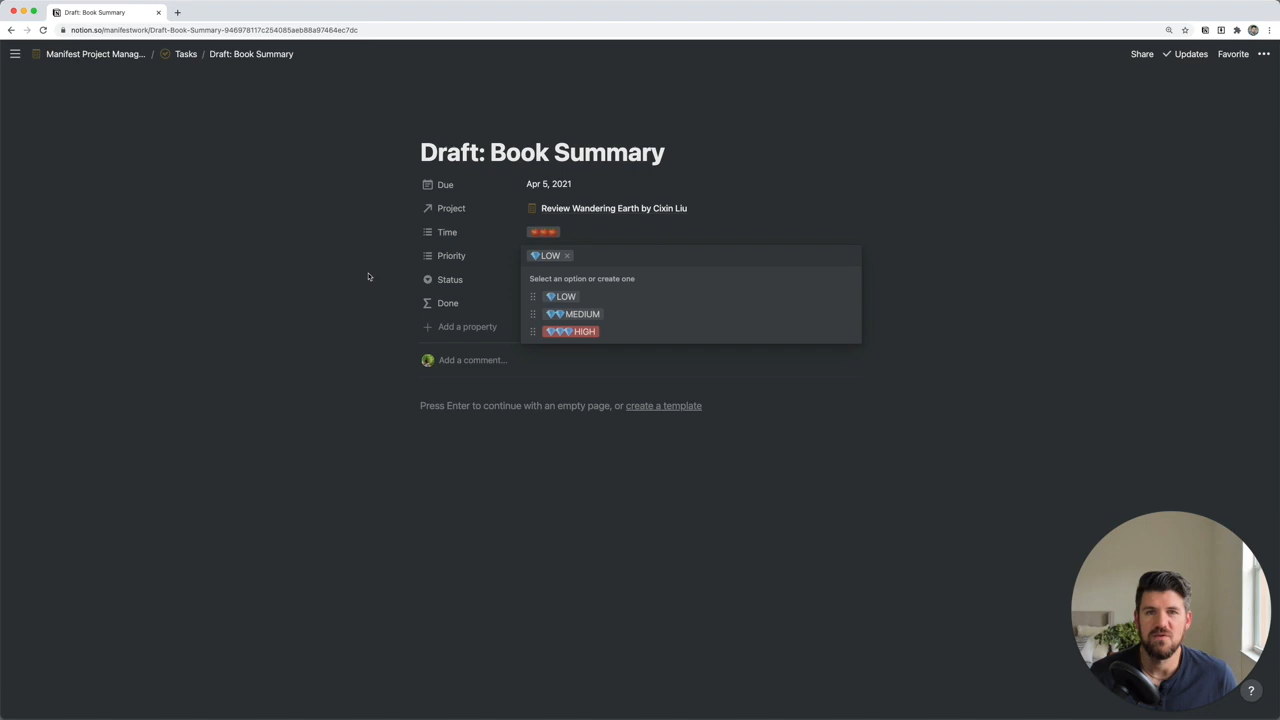 Draft: Book Summary
notion.so/manifestwork/Draft-Book-Summary-946978117c254085aeb88a97464ec7dc
Manifest Project Manag... / Tasks / Draft: Book Summary
Share Updates Favorite
Draft: Book Summary
Due Apr 5, 2021
Project Review Wandering Earth by Cixin Liu
Time
Priority LOW
Status Select an option or create one
LOW
Done MEDIUM
Add a property HIGH
Add a comment...
Press Enter to continue with an empty page, or create a template
?